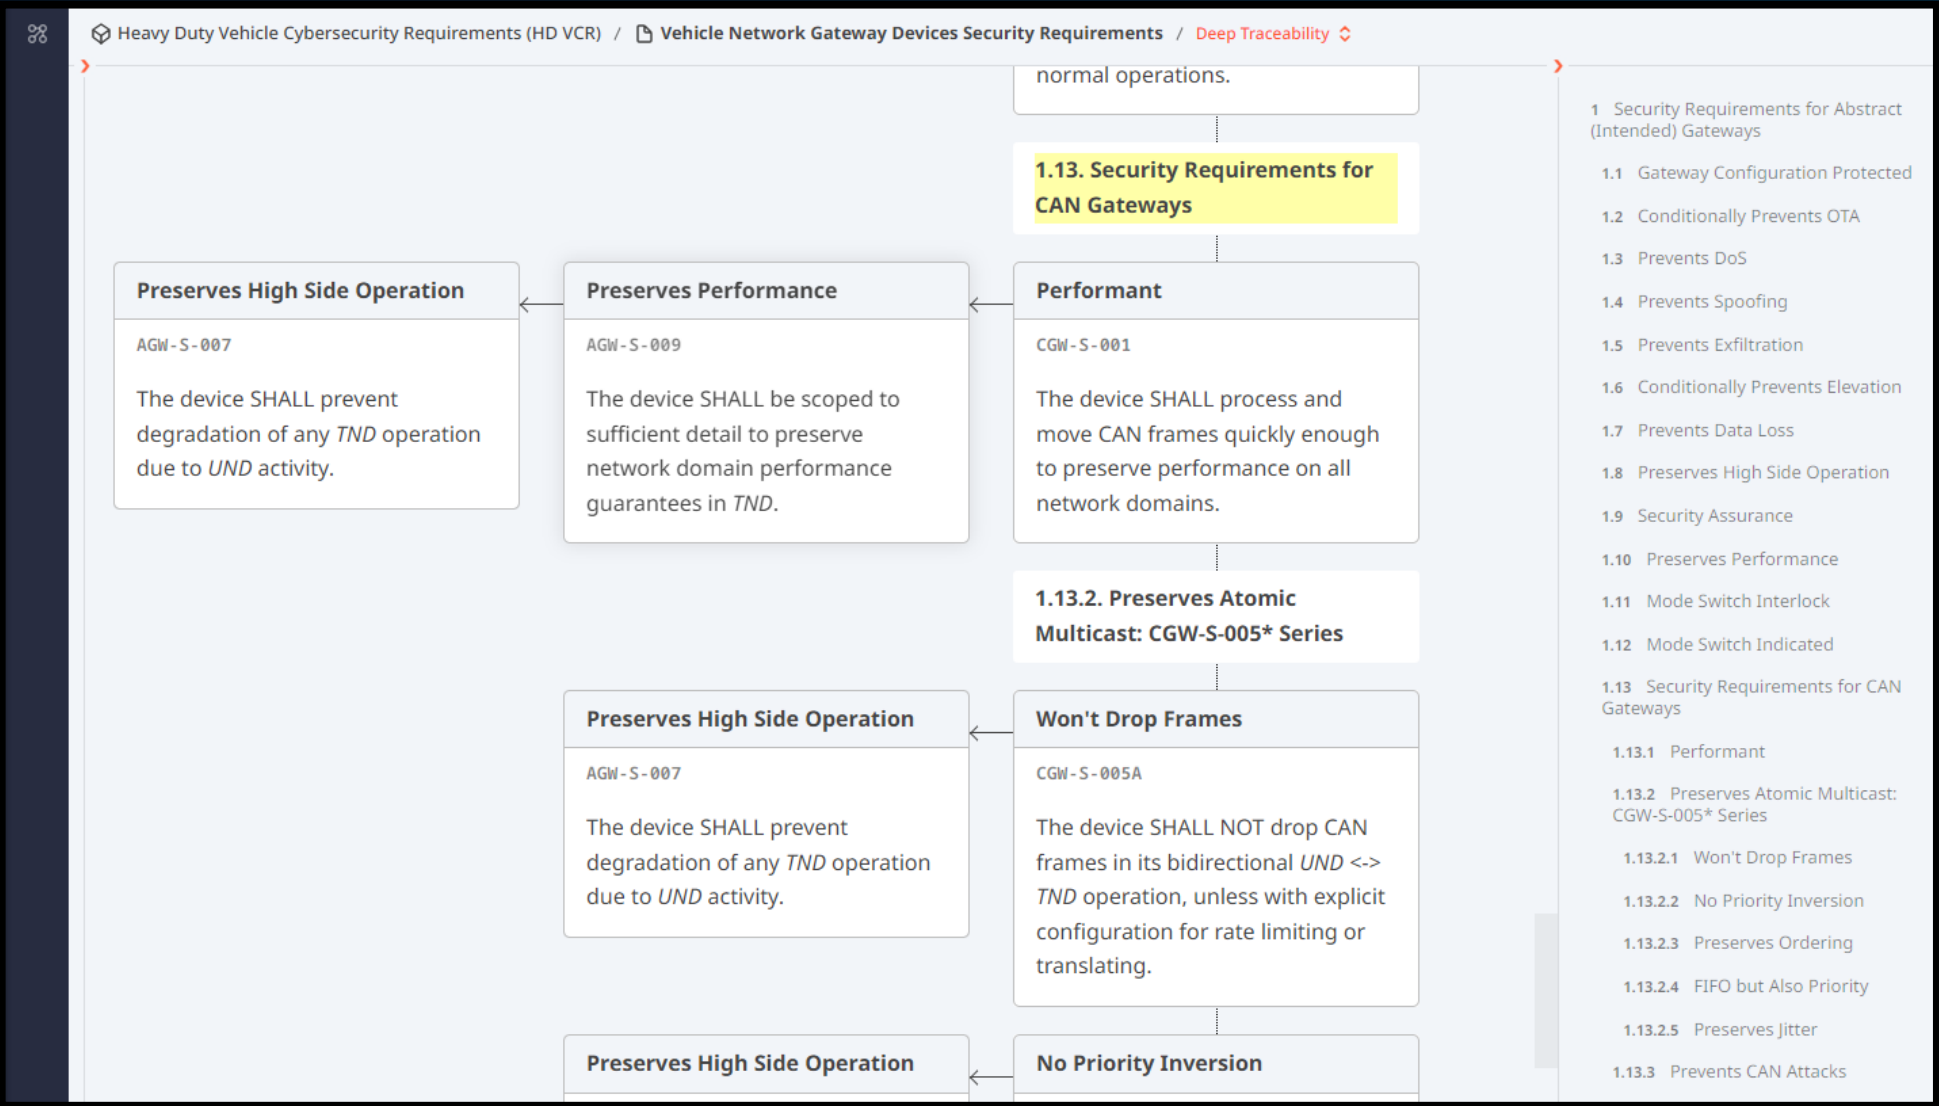 Heavy Duty Vehicle Cybersecurity Requirements (HD VCR) / Vehicle Network Gateway Devices Security Requirements / Deep Traceability
normal operations.
1.13. Security Requirements for
CAN Gateways
Preserves High Side Operation
AGW-S-007
The device SHALL prevent
degradation of any TND operation
due to UND activity.
Preserves Performance
AGW-S-009
The device SHALL be scoped to
sufficient detail to preserve
network domain performance
guarantees in TND.
Performant
CGW-S-001
The device SHALL process and
move CAN frames quickly enough
to preserve performance on all
network domains.
1.13.2. Preserves Atomic
Multicast: CGW-S-005* Series
Preserves High Side Operation
AGW-S-007
The device SHALL prevent
degradation of any TND operation
due to UND activity.
Won't Drop Frames
CGW-S-005A
The device SHALL NOT drop CAN
frames in its bidirectional UND <->
TND operation, unless with explicit
configuration for rate limiting or
translating.
Preserves High Side Operation
No Priority Inversion
1 Security Requirements for Abstract
(Intended) Gateways
1.1 Gateway Configuration Protected
1.2 Conditionally Prevents OTA
1.3 Prevents DoS
1.4 Prevents Spoofing
1.5 Prevents Exfiltration
1.6 Conditionally Prevents Elevation
1.7 Prevents Data Loss
1.8 Preserves High Side Operation
1.9 Security Assurance
1.10 Preserves Performance
1.11 Mode Switch Interlock
1.12 Mode Switch Indicated
1.13 Security Requirements for CAN
Gateways
1.13.1 Performant
1.13.2 Preserves Atomic Multicast:
CGW-S-005* Series
1.13.2.1 Won't Drop Frames
1.13.2.2 No Priority Inversion
1.13.2.3 Preserves Ordering
1.13.2.4 FIFO but Also Priority
1.13.2.5 Preserves Jitter
1.13.3 Prevents CAN Attacks